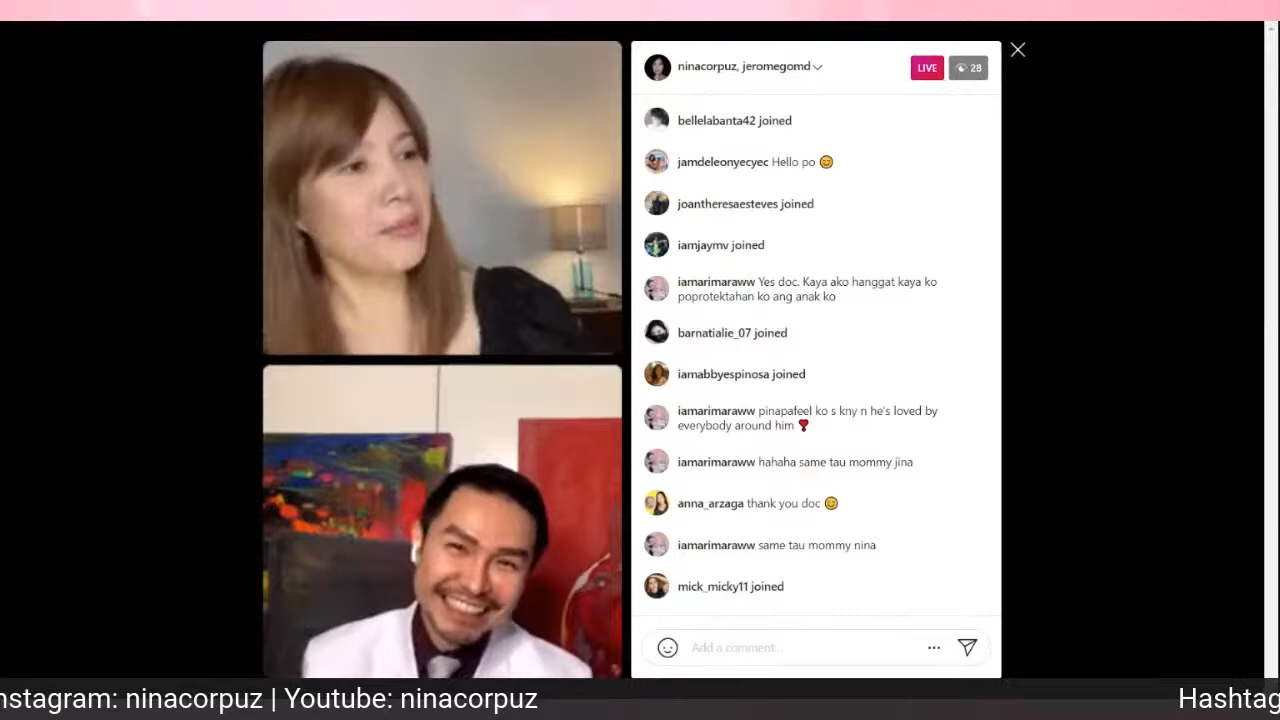 ninacorpuz, jeromegomd
LIVE
28
bellelabanta42 joined
jamdeleonyecyec Hello po
joantheresaesteves joined
iamjaymv joined
iamarimaraww Yes doc. Kaya ako hanggat kaya ko
poprotektahan ko ang anak ko
barnatialie_07 joined
iamabbyespinosa joined
iamarimaraww pinapafeel ko s kny n he's loved by
everybody around him
iamarimaraww hahaha same tau mommy jina
anna_arzaga thank you doc
iamarimaraww same tau mommy nina
mick_micky11 joined
Add a comment...
nstagram: ninacorpuz | Youtube: ninacorpuz
Hashtag